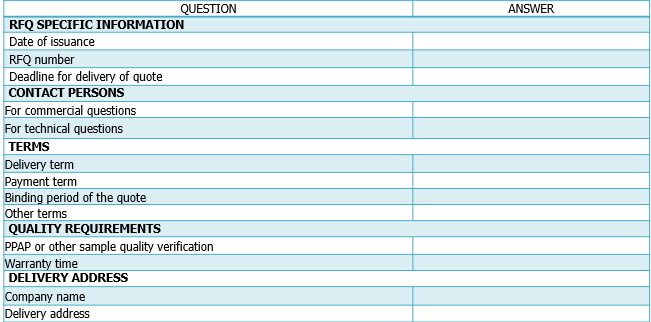 QUESTION ANSWER
RFQ SPECIFIC INFORMATION
Date of issuance
RFQ number
Deadline for delivery of quote
CONTACT PERSONS
For commercial questions
For technical questions
TERMS
Delivery term
Payment term
Binding period of the quote
Other terms
QUALITY REQUIREMENTS
PPAP or other sample quality verification
Warranty time
DELIVERY ADDRESS
Company name
Delivery address